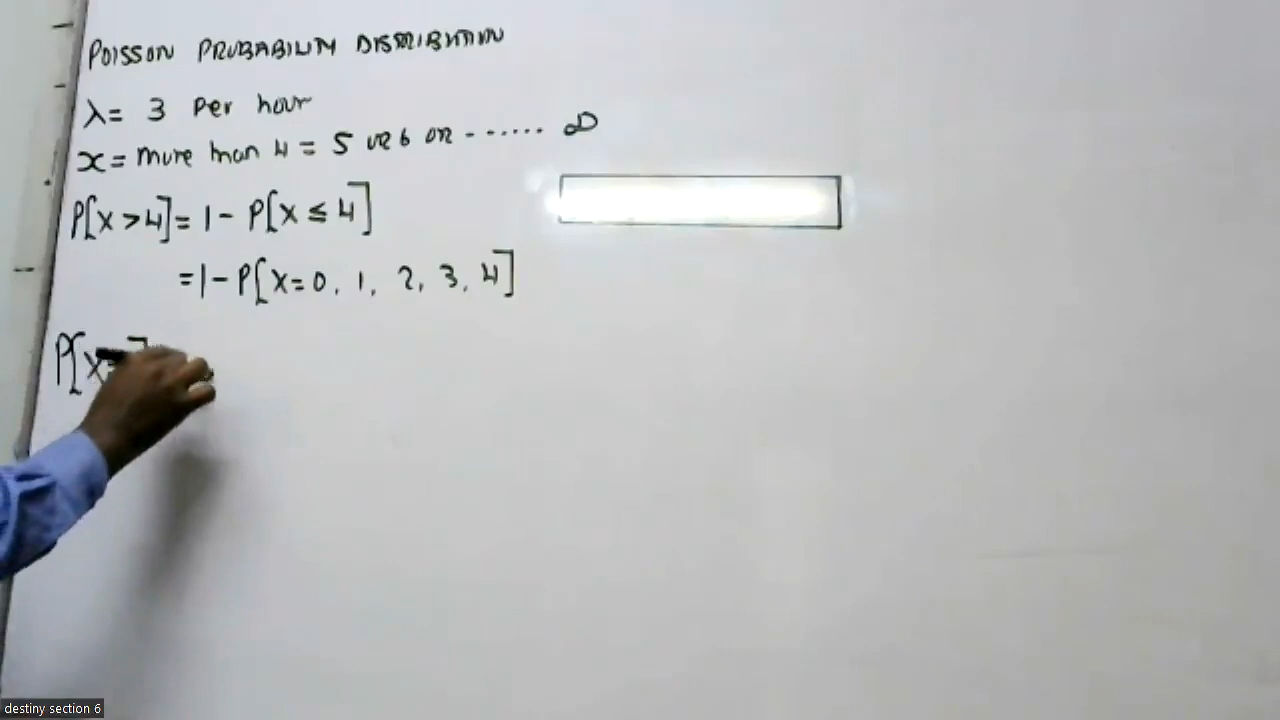 POISSON PROBABILITY DISTRIBUTION
λ = 3 per hour
x = more than 4 = 5 or 6 or - - ..... ∞
P[X > 4] = 1 - P[X ≤ 4]
= 1 - P[X = 0, 1, 2, 3, 4]
P[X
destiny section 6